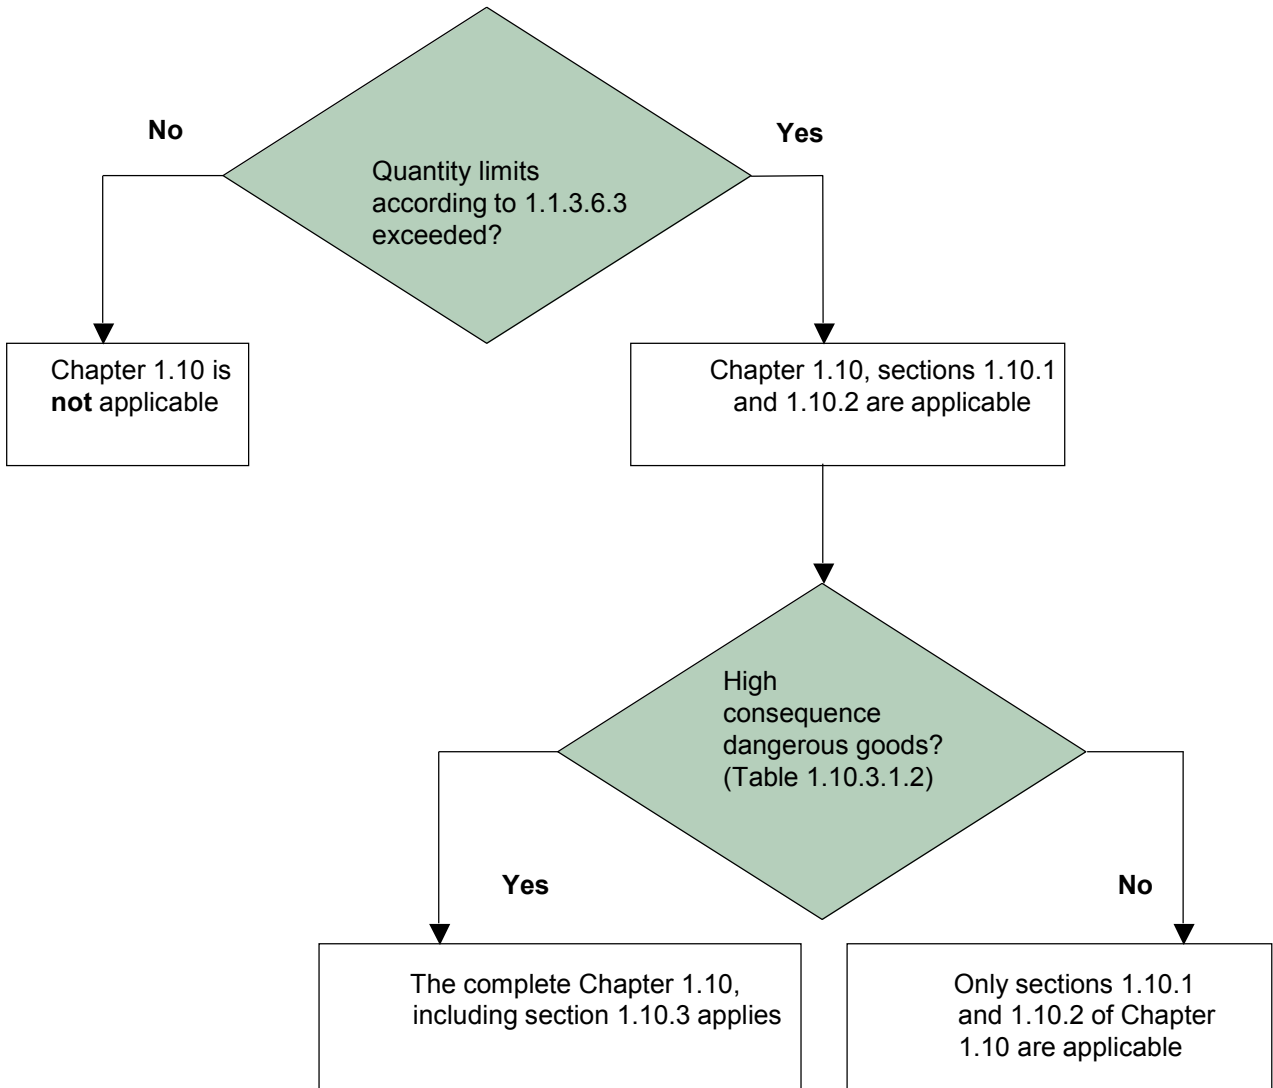 No
Yes
Quantity limits
according to 1.1.3.6.3
exceeded?
Chapter 1.10 is
not applicable
Chapter 1.10, sections 1.10.1
and 1.10.2 are applicable
High
consequence
dangerous goods?
(Table 1.10.3.1.2)
Yes
No
The complete Chapter 1.10,
including section 1.10.3 applies
Only sections 1.10.1
and 1.10.2 of Chapter
1.10 are applicable